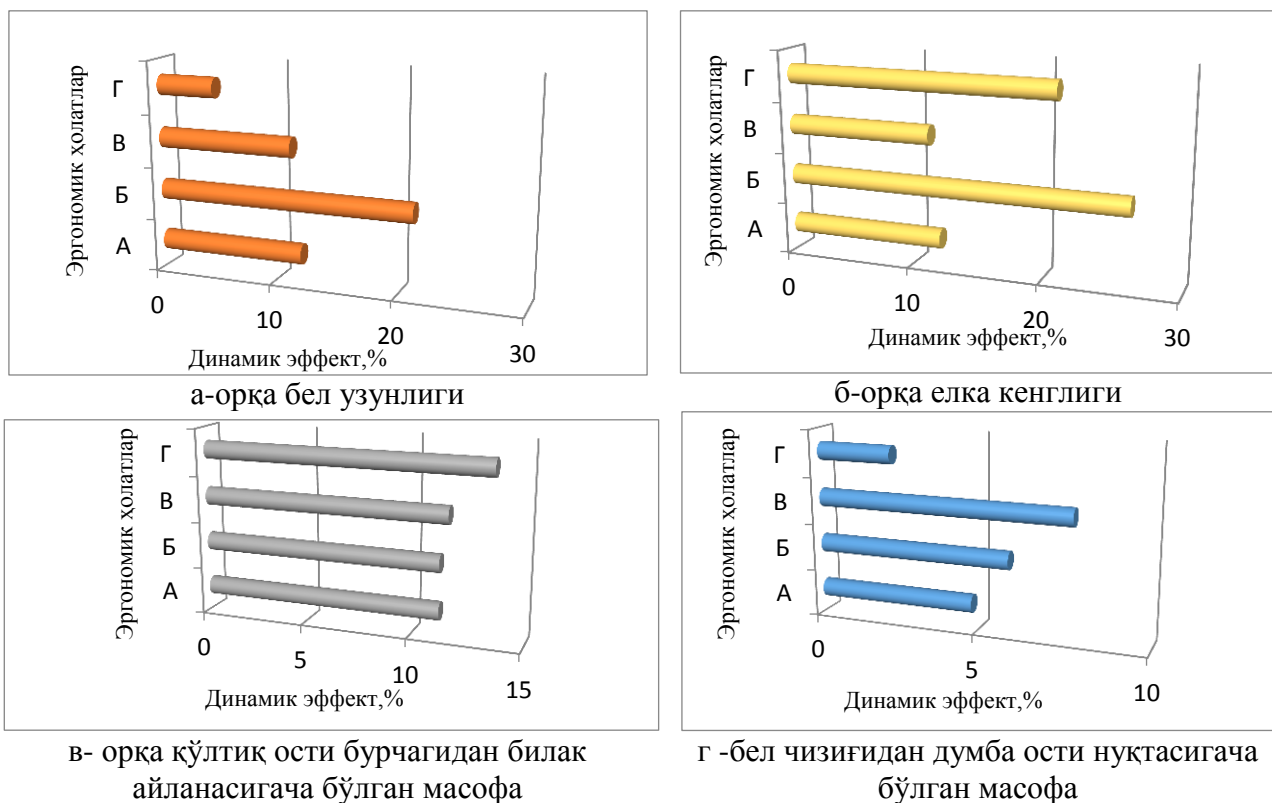 Эргономик ҳолатлар
Г
В
Б
А
0
10
20
30
Динамик эффект,%
а-орқа бел узунлиги
Эргономик ҳолатлар
Г
В
Б
А
0
10
20
30
Динамик эффект,%
б-орқа елка кенглиги
Эргономик ҳолатлар
Г
В
Б
А
0
5
10
15
Динамик эффект,%
в- орқа қўлтиқ ости бурчагидан билак
айланасигача бўлган масофа
Эргономик ҳолатлар
Г
В
Б
А
0
5
10
Динамик эффект,%
г -бел чизиғидан думба ости нуқтасигача
бўлган масофа